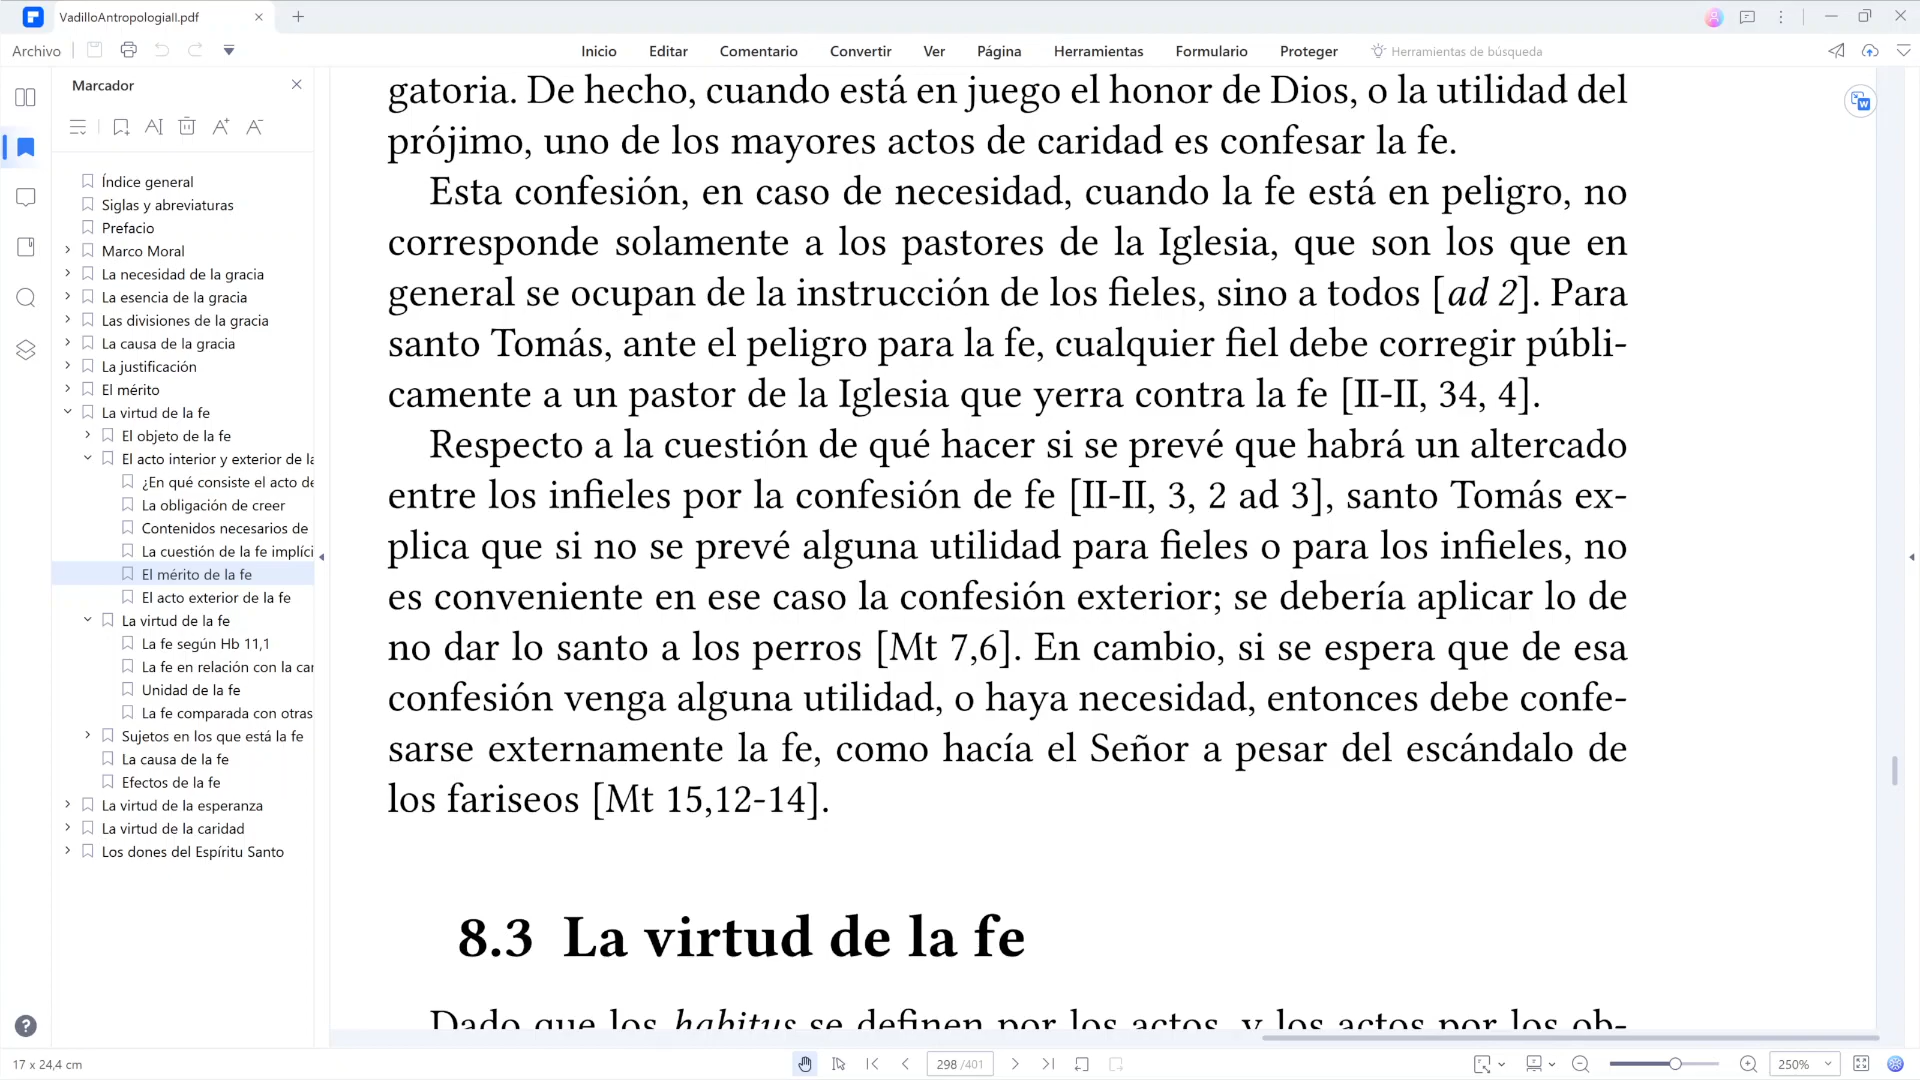 VadilloAntropologiaII.pdf
Archivo
Inicio
Editar
Comentario
Convertir
Ver
Página
Herramientas
Formulario
Proteger
Herramientas de búsqueda
Marcador
Índice general
Siglas y abreviaturas
Prefacio
Marco Moral
La necesidad de la gracia
La esencia de la gracia
Las divisiones de la gracia
La causa de la gracia
La justificación
El mérito
La virtud de la fe
El objeto de la fe
El acto interior y exterior de la
¿En qué consiste el acto de
La obligación de creer
Contenidos necesarios de
La cuestión de la fe implíci
El mérito de la fe
El acto exterior de la fe
La virtud de la fe
La fe según Hb 11,1
La fe en relación con la car
Unidad de la fe
La fe comparada con otras
Sujetos en los que está la fe
La causa de la fe
Efectos de la fe
La virtud de la esperanza
La virtud de la caridad
Los dones del Espíritu Santo
gatoria. De hecho, cuando está en juego el honor de Dios, o la utilidad del
prójimo, uno de los mayores actos de caridad es confesar la fe.
Esta confesión, en caso de necesidad, cuando la fe está en peligro, no
corresponde solamente a los pastores de la Iglesia, que son los que en
general se ocupan de la instrucción de los fieles, sino a todos [ad 2]. Para
santo Tomás, ante el peligro para la fe, cualquier fiel debe corregir públi-
camente a un pastor de la Iglesia que yerra contra la fe [II-II, 34, 4].
Respecto a la cuestión de qué hacer si se prevé que habrá un altercado
entre los infieles por la confesión de fe [II-II, 3, 2 ad 3], santo Tomás ex-
plica que si no se prevé alguna utilidad para fieles o para los infieles, no
es conveniente en ese caso la confesión exterior; se debería aplicar lo de
no dar lo santo a los perros [Mt 7,6]. En cambio, si se espera que de esa
confesión venga alguna utilidad, o haya necesidad, entonces debe confe-
sarse externamente la fe, como hacía el Señor a pesar del escándalo de
los fariseos [Mt 15,12-14].
8.3 La virtud de la fe
Dado que los habitus se definen por los actos, y los actos por los ob-
17 x 24,4 cm
298 /401
250%